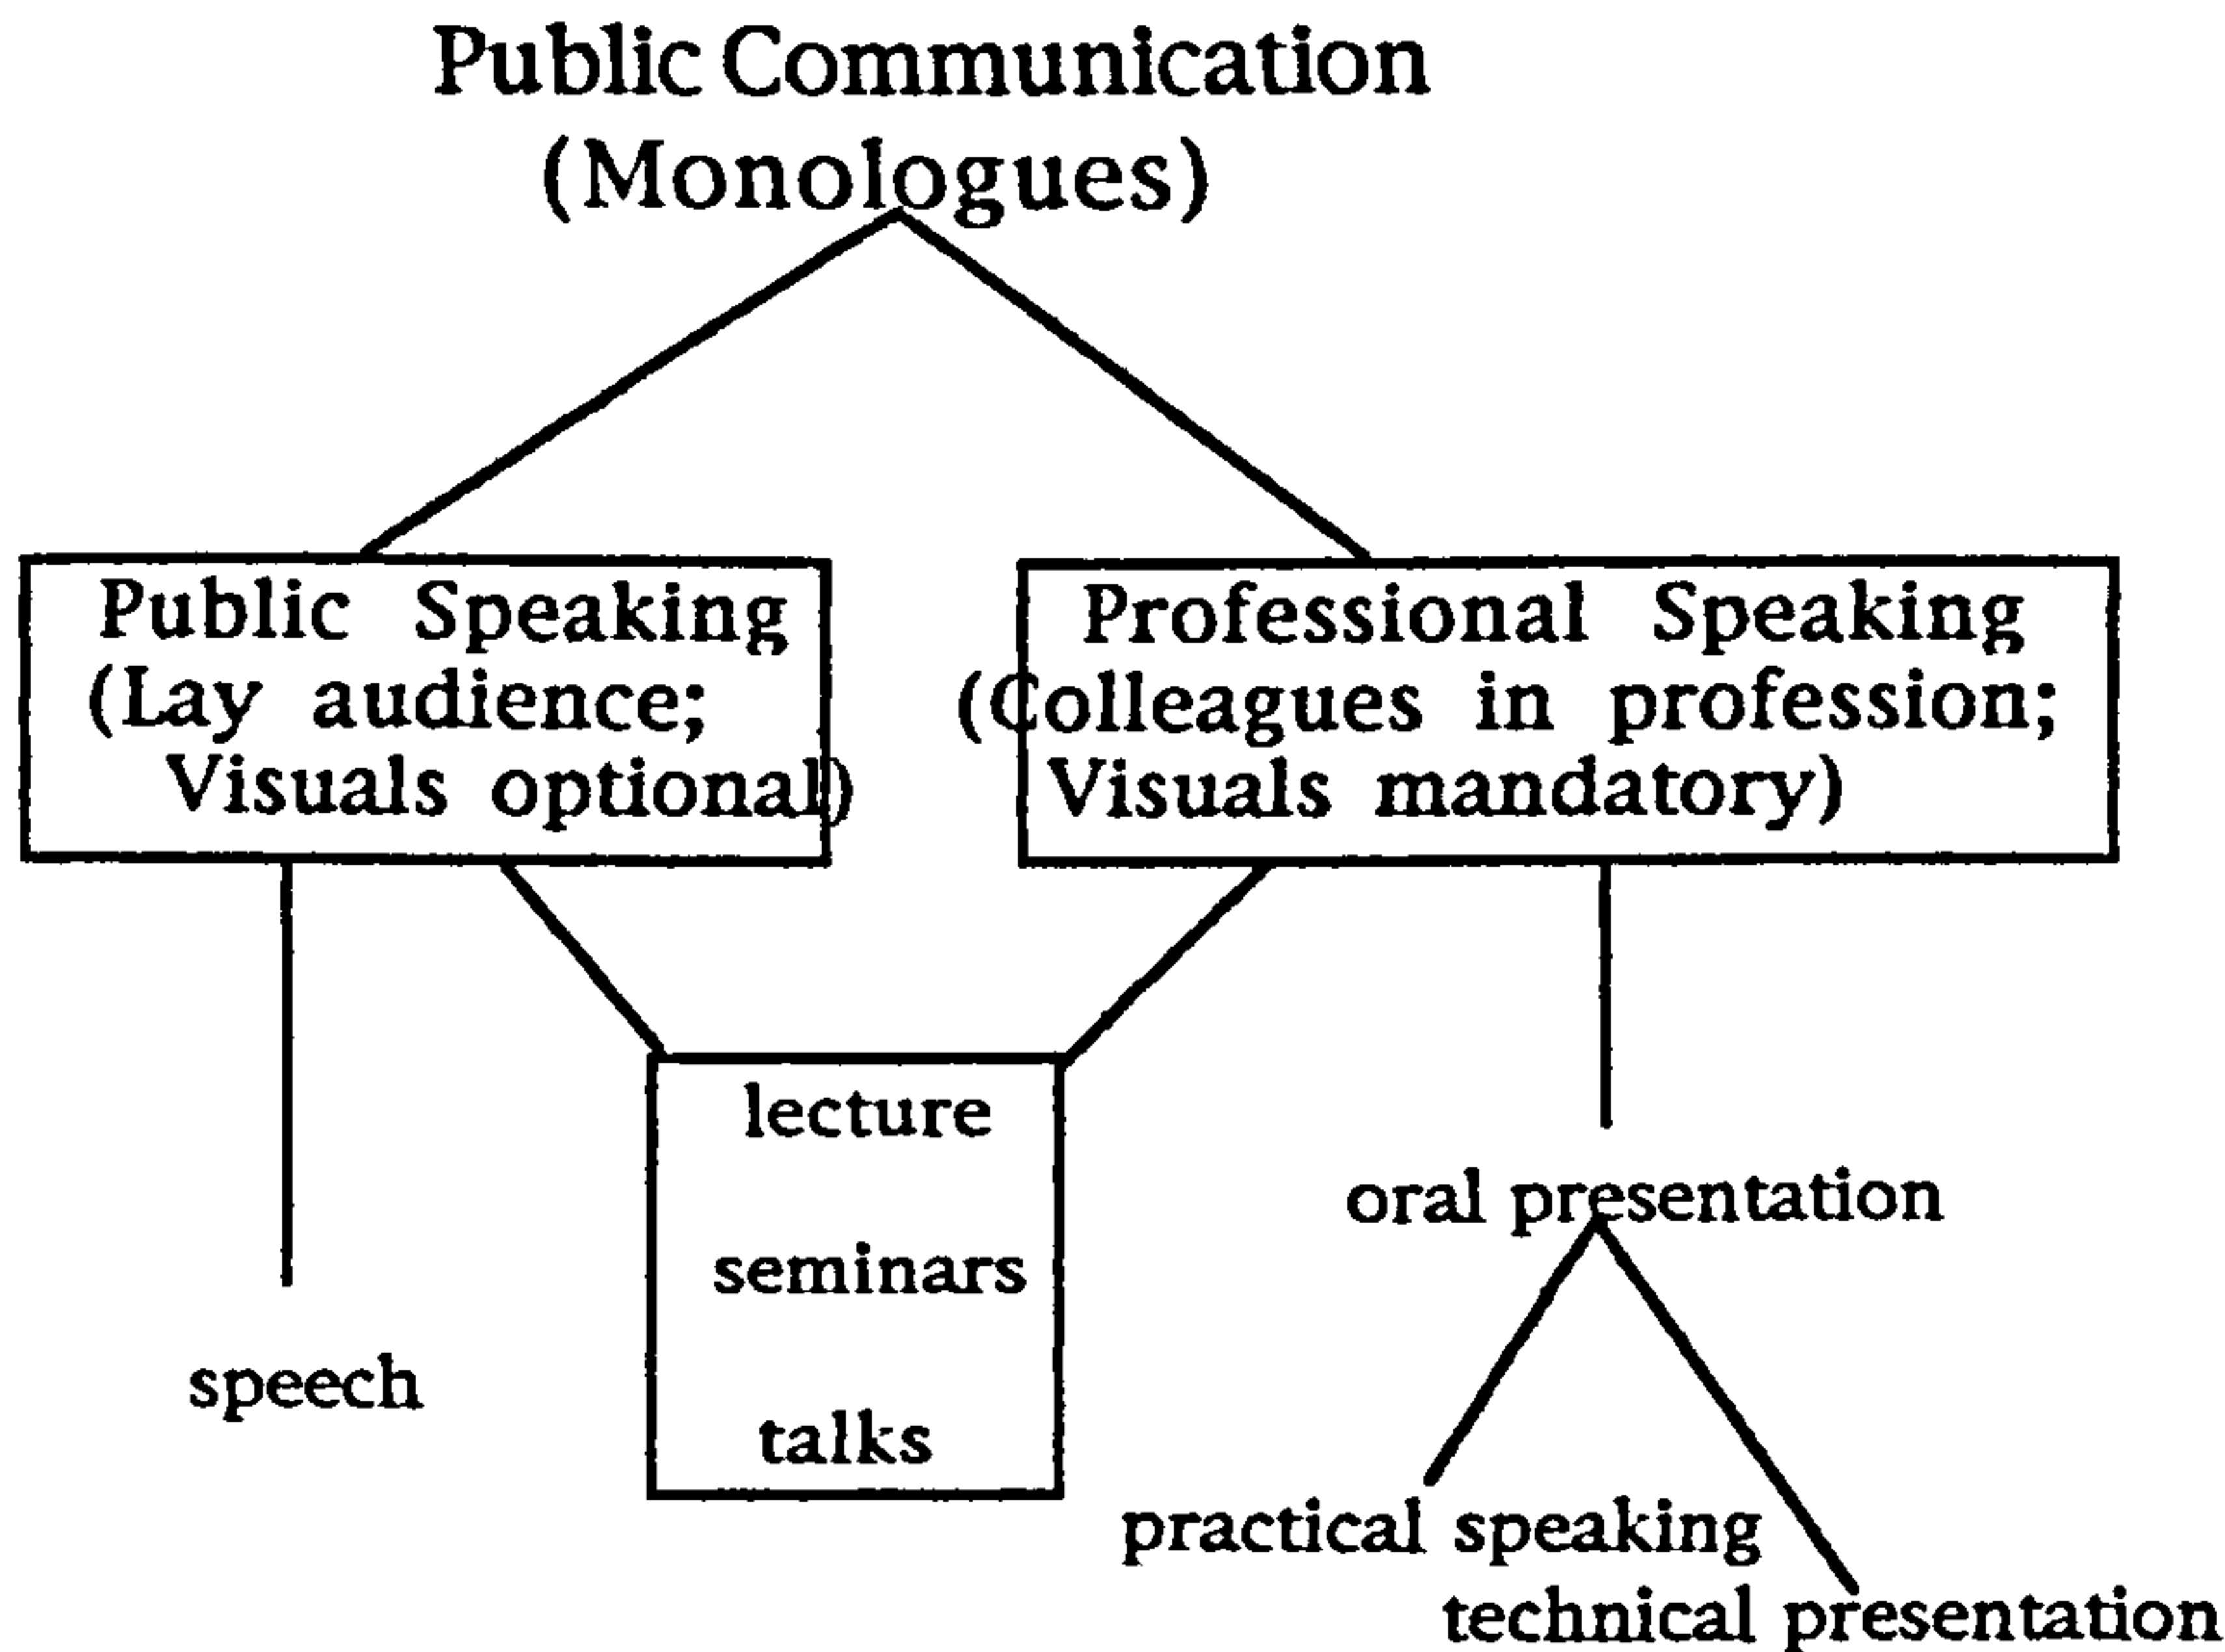 Public Communication
(Monologues)
Public Speaking
(Lay audience;
Visuals optional)
Professional Speaking
(Colleagues in profession;
Visuals mandatory)
lecture
seminars
talks
speech
oral presentation
practical speaking
technical presentation